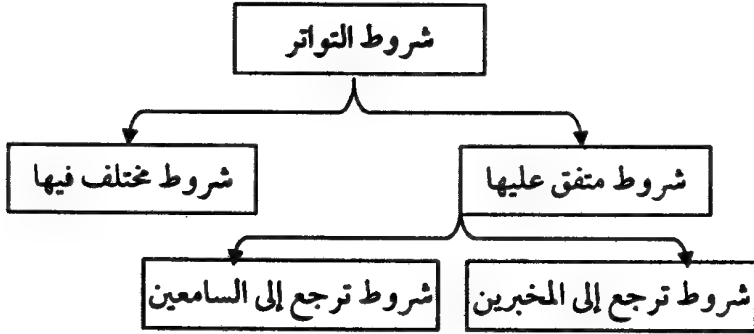 شروط التواتر
شروط متفق عليها
شروط مختلف فيها
شروط ترجع إلى المخبرين
شروط ترجع إلى السامعين